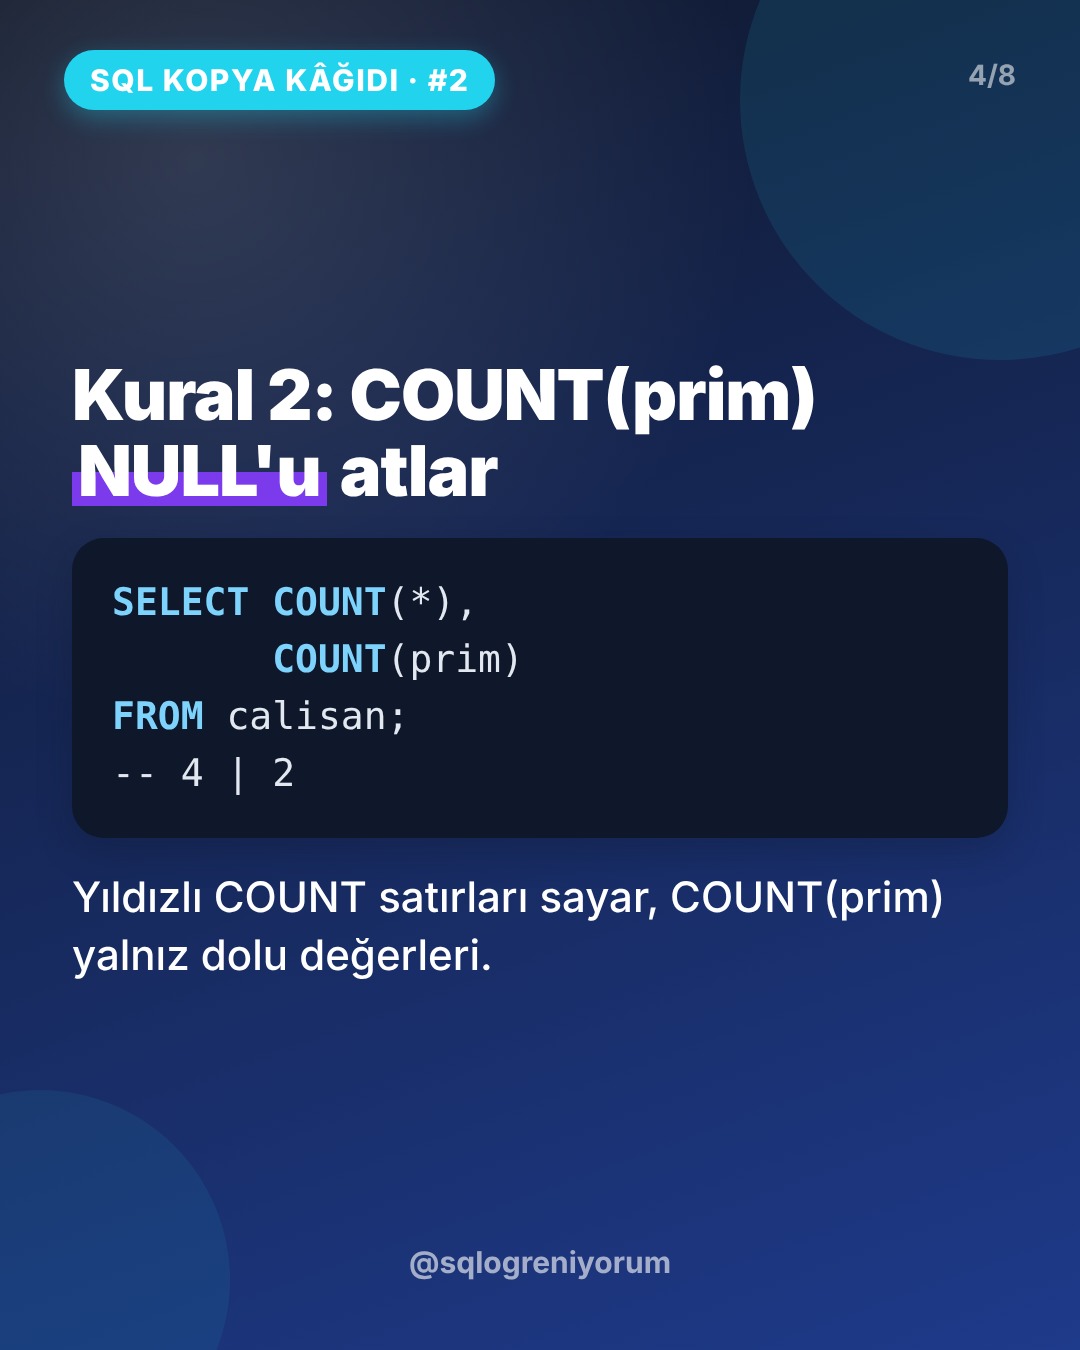 SQL KOPYA KÂĞIDI · #2
4/8
Kural 2: COUNT(prim)
NULL'u atlar
SELECT COUNT(*),
       COUNT(prim)
FROM calisan;
-- 4 | 2
Yıldızlı COUNT satırları sayar, COUNT(prim)
yalnız dolu değerleri.
@sqlogreniyorum